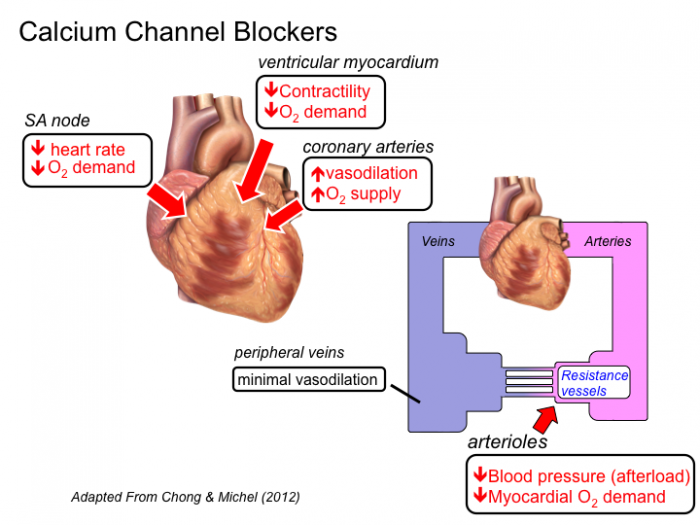 Calcium Channel Blockers
ventricular myocardium
↓Contractility
↓O₂ demand
SA node
↓ heart rate
↓O₂ demand
coronary arteries
↑vasodilation
↑O₂ supply
Veins
Arteries
peripheral veins
minimal vasodilation
Resistance
vessels
arterioles
↓Blood pressure (afterload)
↓Myocardial O₂ demand
Adapted From Chong & Michel (2012)